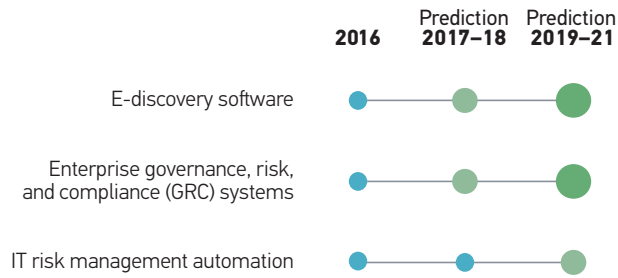 Prediction Prediction
2016 2017–18 2019–21
E-discovery software
Enterprise governance, risk,
and compliance (GRC) systems
IT risk management automation